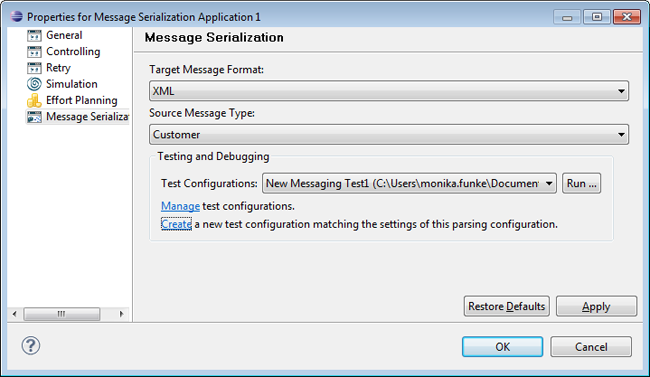 Properties for Message Serialization Application 1
General
Controlling
Retry
Simulation
Effort Planning
Message Serializat
Message Serialization
Target Message Format:
XML
Source Message Type:
Customer
Testing and Debugging
Test Configurations: New Messaging Test1 (C:\Users\monika.funke\Document Run ...
Manage test configurations.
Create a new test configuration matching the settings of this parsing configuration.
Restore Defaults Apply
? OK Cancel